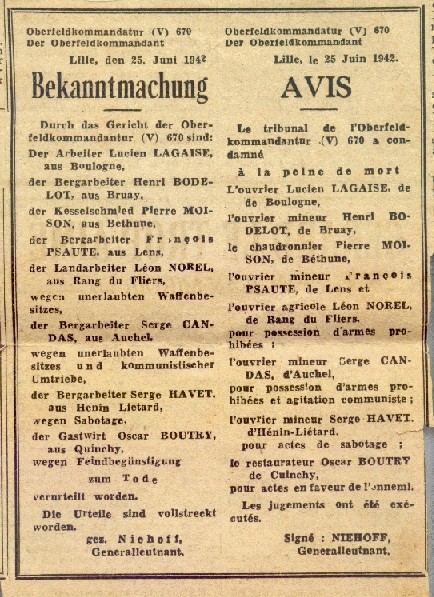 Oberfeldkommandatur (V) 670
Der Oberfeldkommandant
Lille, den 25. Juni 1942
Bekanntmachung
Durch das Gericht der Ober-
feldkommandantur (V) 670 sind:
Der Arbeiter Lucien LAGAISE,
aus Boulogne,
der Bergarbeiter Henri BODE-
LOT, aus Bruay,
der Kesselschmied Pierre MOI-
SON, aus Bethune,
der Bergarbeiter François
PSAUTE, aus Lens,
der Landarbeiter Léon NOREL,
aus Rang du Fliers,
wegen unerlaubten Waffenbe-
sitzes,
der Bergarbeiter Serge CAN-
DAS, aus Auchel,
wegen unerlaubten Waffenbe-
sitzes und kommunistischer
Umtriebe,
der Bergarbeiter Serge HAVET,
aus Henin Lietard,
wegen Sabotage,
der Gastwirt Oscar BOUTRY,
aus Quinchy,
wegen Feindbegünstigung
zum Tode
verurteilt worden.
Die Urteile sind vollstreckt
worden.
gez. Niehoff,
Generalleutnant.
Oberfeldkommandatur (V) 670
Der Oberfeldkommandant
Lille, le 25 Juin 1942.
AVIS
Le tribunal de l'Oberfeld-
kommandantur (V) 670 a con-
damné
à la peine de mort
L'ouvrier Lucien LAGAISE, de
de Boulogne,
l'ouvrier mineur Henri BO-
DELOT, de Bruay,
le chaudronnier Pierre MOI-
SON, de Béthune,
l'ouvrier mineur François
PSAUTE, de Lens et
l'ouvrier agricole Léon NOREL,
de Rang du Fliers,
pour possession d'armes pro-
hibées ;
l'ouvrier mineur Serge CAN-
DAS, d'Auchel,
pour possession d'armes pro-
hibées et agitation communiste ;
l'ouvrier mineur Serge HAVET,
d'Hénin-Liétard,
pour actes de sabotage ;
le restaurateur Oscar BOUTRY
de Cuinchy,
pour actes en faveur de l'ennemi.
Les jugements ont été exé-
cutés.
Signé : NIEHOFF,
Generalleutnant.